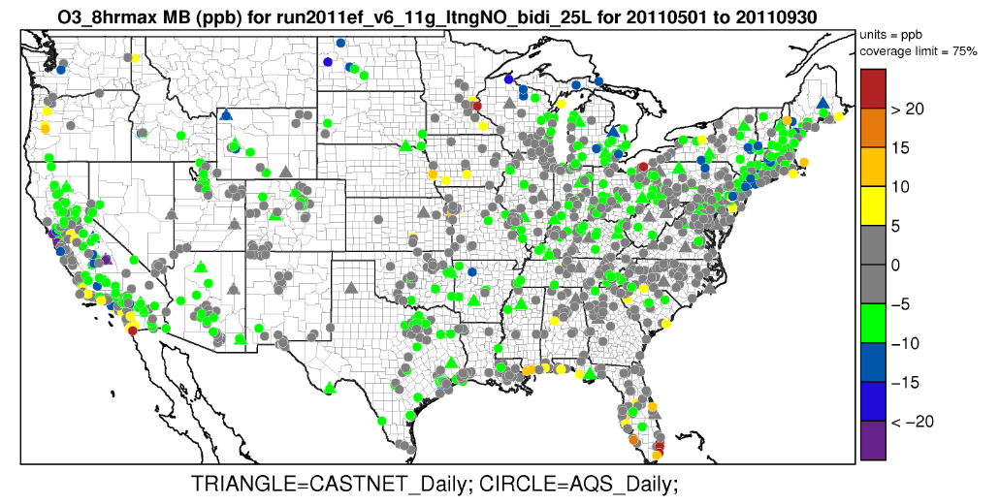 O3_8hrmax MB (ppb) for run2011ef_v6_11g_ltngNO_bidi_25L for 20110501 to 20110930
units = ppb
coverage limit = 75%
> 20
15
10
5
0
−5
−10
−15
< −20
TRIANGLE=CASTNET_Daily; CIRCLE=AQS_Daily;